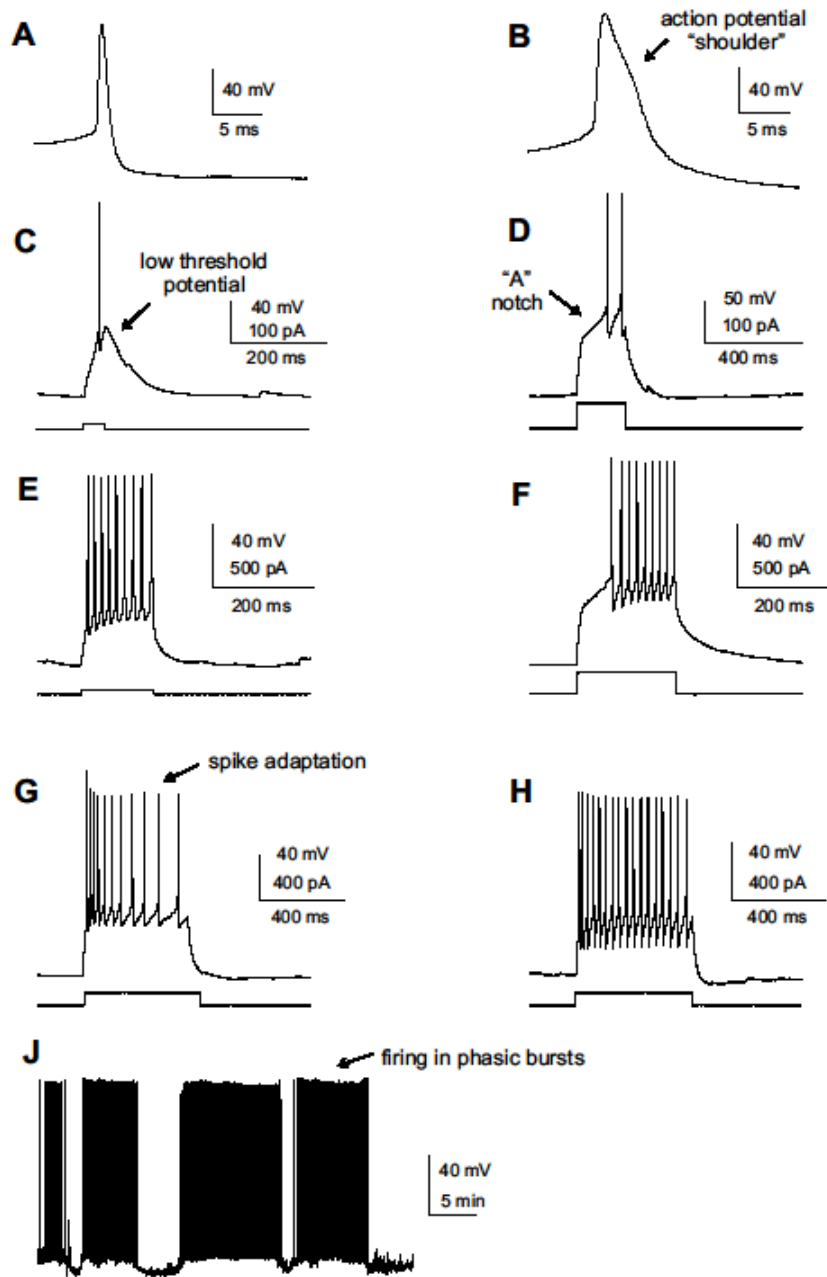 A
40 mV
5 ms
B
action potential
"shoulder"
40 mV
5 ms
C
low threshold
potential
40 mV
100 pA
200 ms
D
"A"
notch
50 mV
100 pA
400 ms
E
40 mV
500 pA
200 ms
F
40 mV
500 pA
200 ms
G
spike adaptation
40 mV
400 pA
400 ms
H
40 mV
400 pA
400 ms
J
firing in phasic bursts
40 mV
5 min